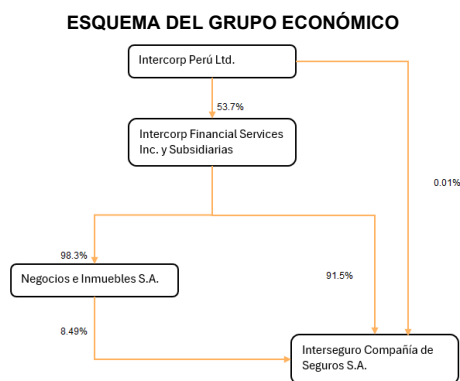 ESQUEMA DEL GRUPO ECONÓMICO
Intercorp Perú Ltd.
53.7%
Intercorp Financial Services
Inc. y Subsidiarias
0.01%
98.3%
91.5%
Negocios e Inmuebles S.A.
8.49%
Interseguro Compañía de
Seguros S.A.